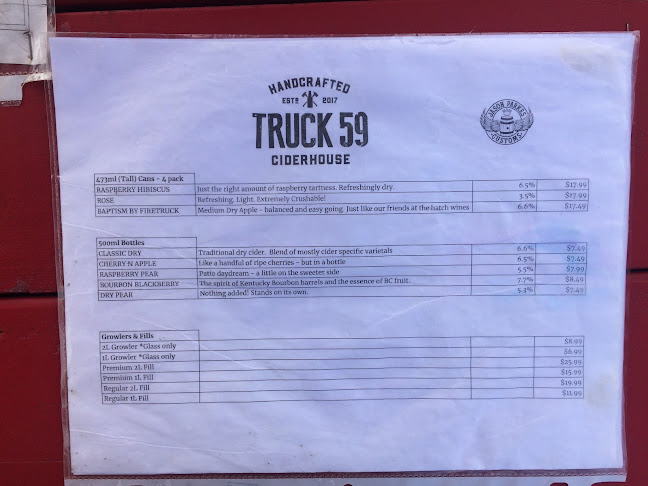 HANDCRAFTED
ESTD 2017
TRUCK 59
CIDERHOUSE
JASON PARKES
CUSTOMS
473ml (Tall) Cans - 4 pack
RASPBERRY HIBISCUS Just the right amount of raspberry tartness. Refreshingly dry. 6.5% $17.99
ROSE Refreshing. Light. Extremely Crushable! 3.5% $17.99
BAPTISM BY FIRETRUCK Medium Dry Apple - balanced and easy going. Just like our friends at the hatch wines 6.6% $17.49
500ml Bottles
CLASSIC DRY Traditional dry cider. Blend of mostly cider specific varietals 6.6% $7.49
CHERRY N APPLE Like a handful of ripe cherries - but in a bottle 6.5% $7.49
RASPBERRY PEAR Patio daydream - a little on the sweeter side 5.5% $7.99
BOURBON BLACKBERRY The spirit of Kentucky Bourbon barrels and the essence of BC fruit. 7.7% $8.49
DRY PEAR Nothing added! Stands on its own. 5.3% $7.49
Growlers & Fills
2L Growler *Glass only $8.99
1L Growler *Glass only $6.99
Premium 2L Fill $25.99
Premium 1L Fill $15.99
Regular 2L Fill $19.99
Regular 1L Fill $11.99